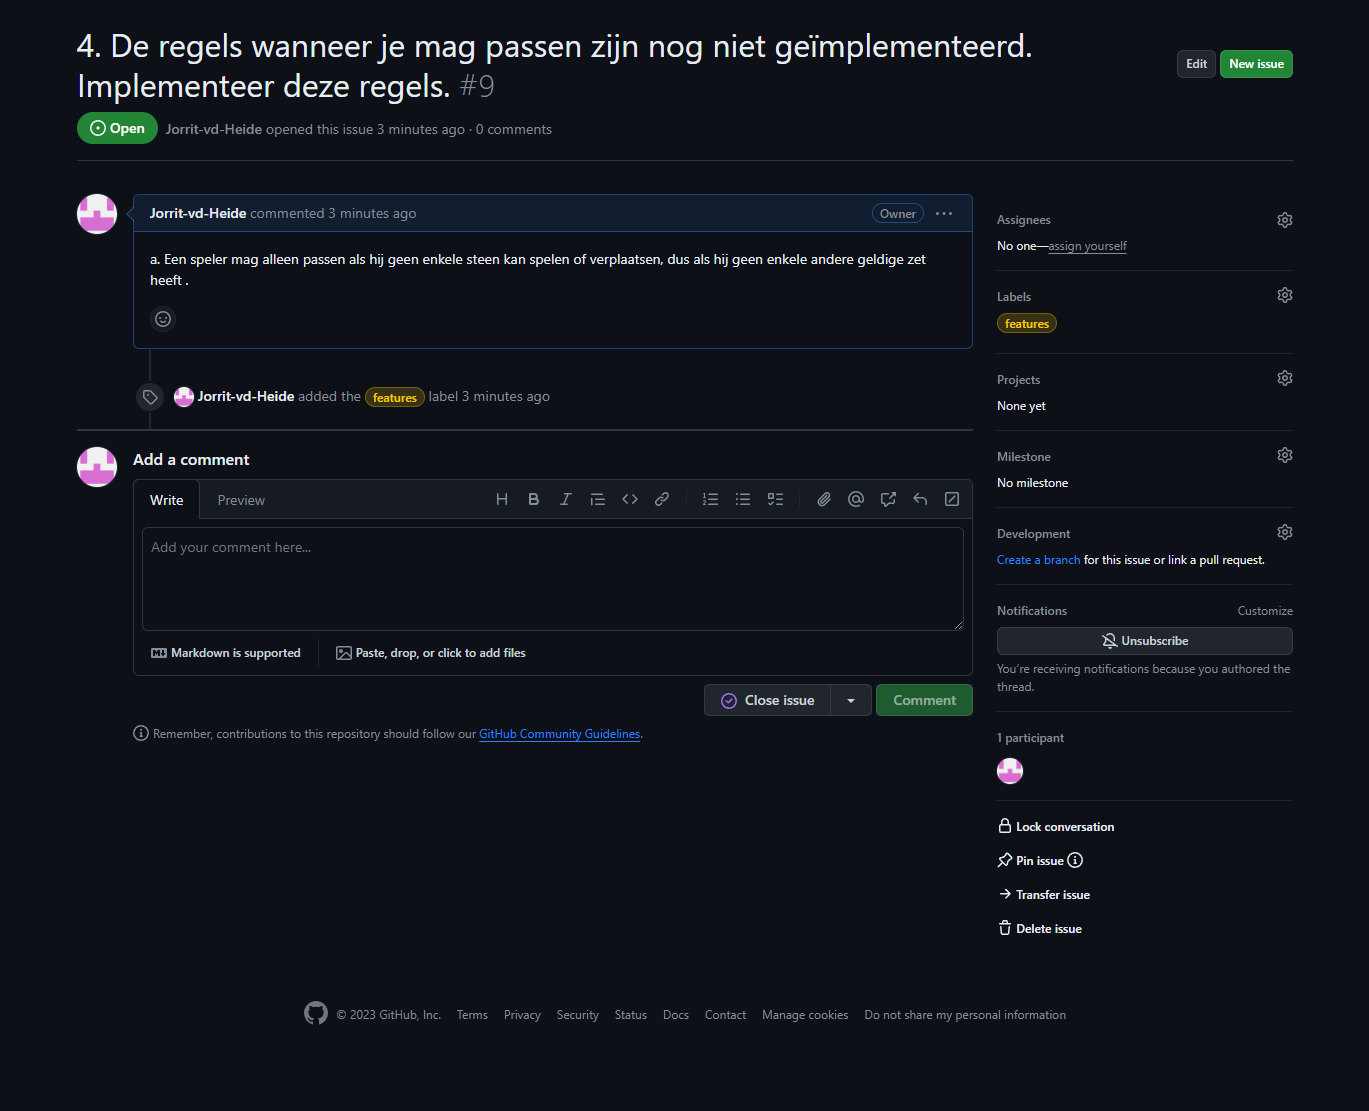 4. De regels wanneer je mag passen zijn nog niet geïmplementeerd.
Implementeer deze regels. #9
Edit
New issue
Open
Jorrit-vd-Heide opened this issue 3 minutes ago · 0 comments
Jorrit-vd-Heide commented 3 minutes ago
Owner
a. Een speler mag alleen passen als hij geen enkele steen kan spelen of verplaatsen, dus als hij geen enkele andere geldige zet
heeft .
Jorrit-vd-Heide added the features label 3 minutes ago
Add a comment
Write
Preview
Add your comment here...
Markdown is supported
Paste, drop, or click to add files
Close issue
Comment
Remember, contributions to this repository should follow our GitHub Community Guidelines.
Assignees
No one—assign yourself
Labels
features
Projects
None yet
Milestone
No milestone
Development
Create a branch for this issue or link a pull request.
Notifications
Customize
Unsubscribe
You're receiving notifications because you authored the
thread.
1 participant
Lock conversation
Pin issue
Transfer issue
Delete issue
© 2023 GitHub, Inc.
Terms
Privacy
Security
Status
Docs
Contact
Manage cookies
Do not share my personal information